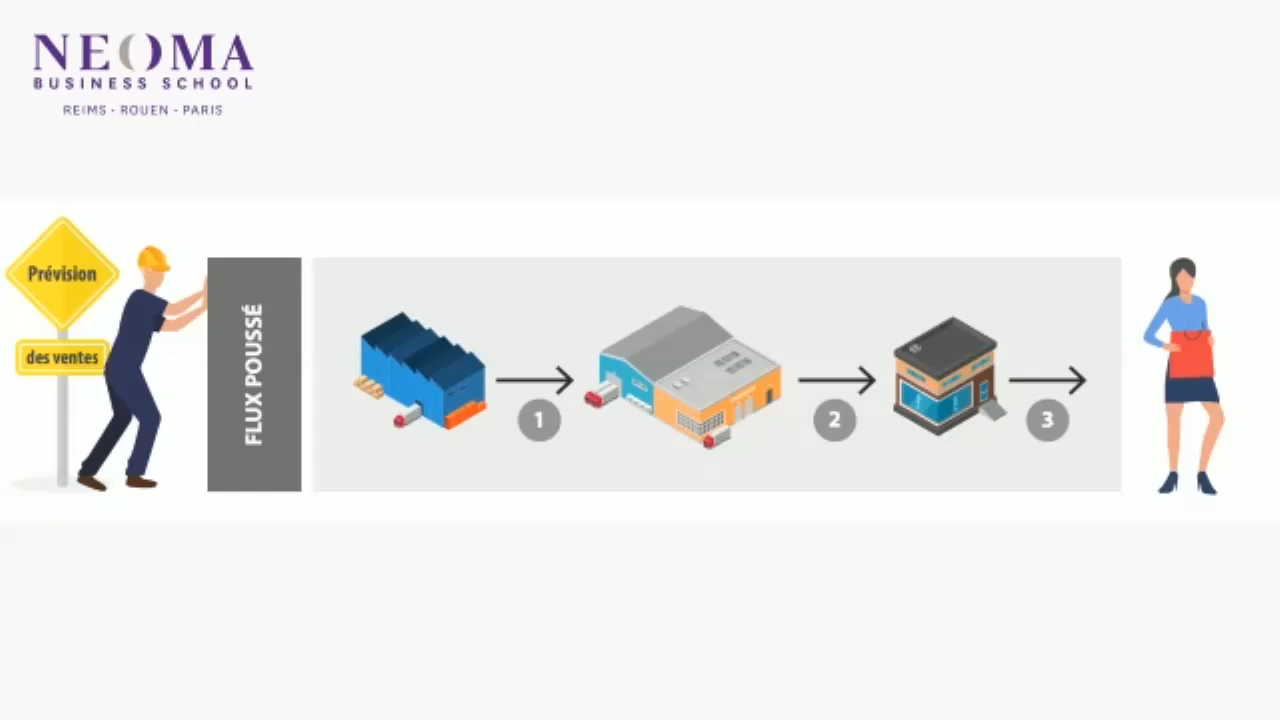 NEOMA
BUSINESS SCHOOL
REIMS - ROUEN - PARIS
Prévision
des ventes
FLUX POUSSÉ
1
2
3